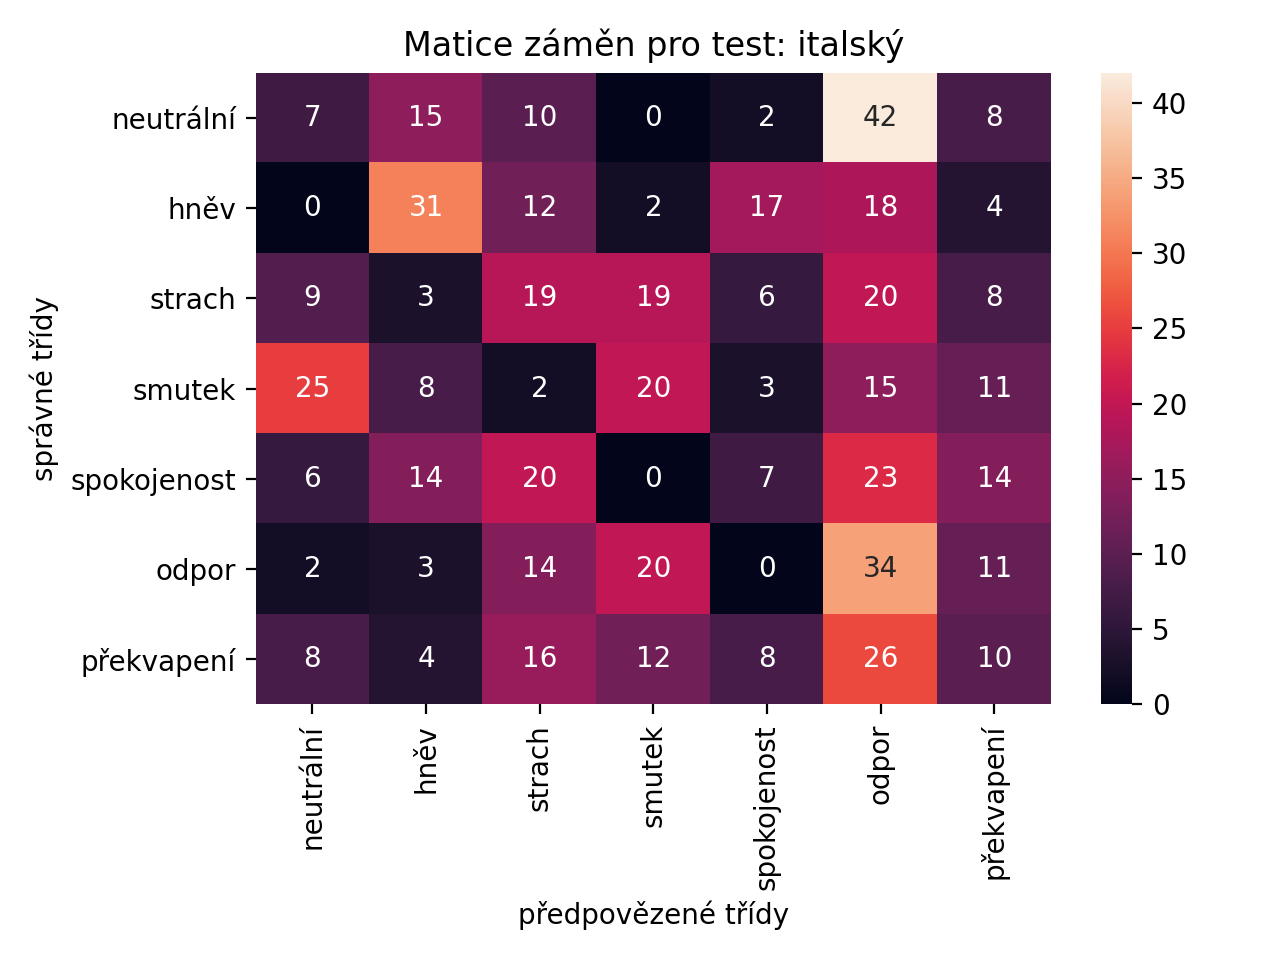 Matice záměn pro test: italský
správné třídy
neutrální 7 15 10 0 2 42 8
hněv 0 31 12 2 17 18 4
strach 9 3 19 19 6 20 8
smutek 25 8 2 20 3 15 11
spokojenost 6 14 20 0 7 23 14
odpor 2 3 14 20 0 34 11
překvapení 8 4 16 12 8 26 10
neutrální hněv strach smutek spokojenost odpor překvapení
předpovězené třídy
40
35
30
25
20
15
10
5
0